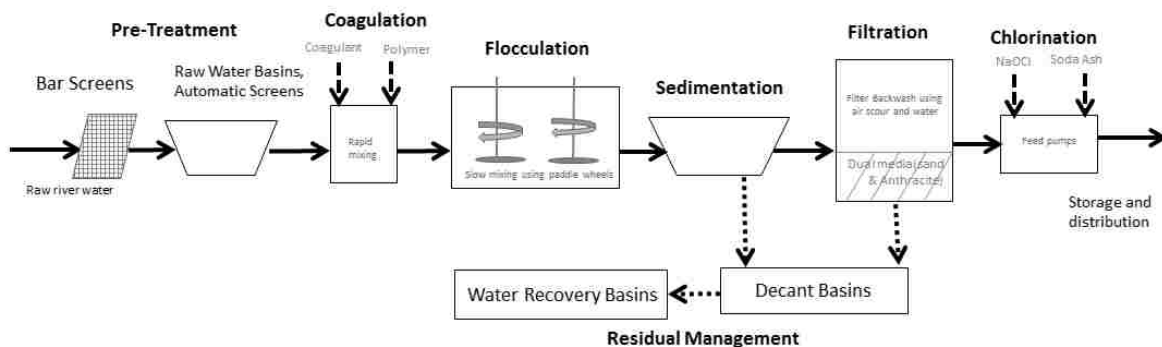 Pre-Treatment
Bar Screens
Raw river water
Raw Water Basins,
Automatic Screens
Coagulation
Coagulant
Polymer
Rapid
mixing
Flocculation
Slow mixing using paddle wheels
Sedimentation
Filtration
Filter Backwash using
air scour and water
Dual media(sand
& Anthracite)
Chlorination
NaOCl
Soda Ash
Feed pumps
Storage and
distribution
Water Recovery Basins
Decant Basins
Residual Management